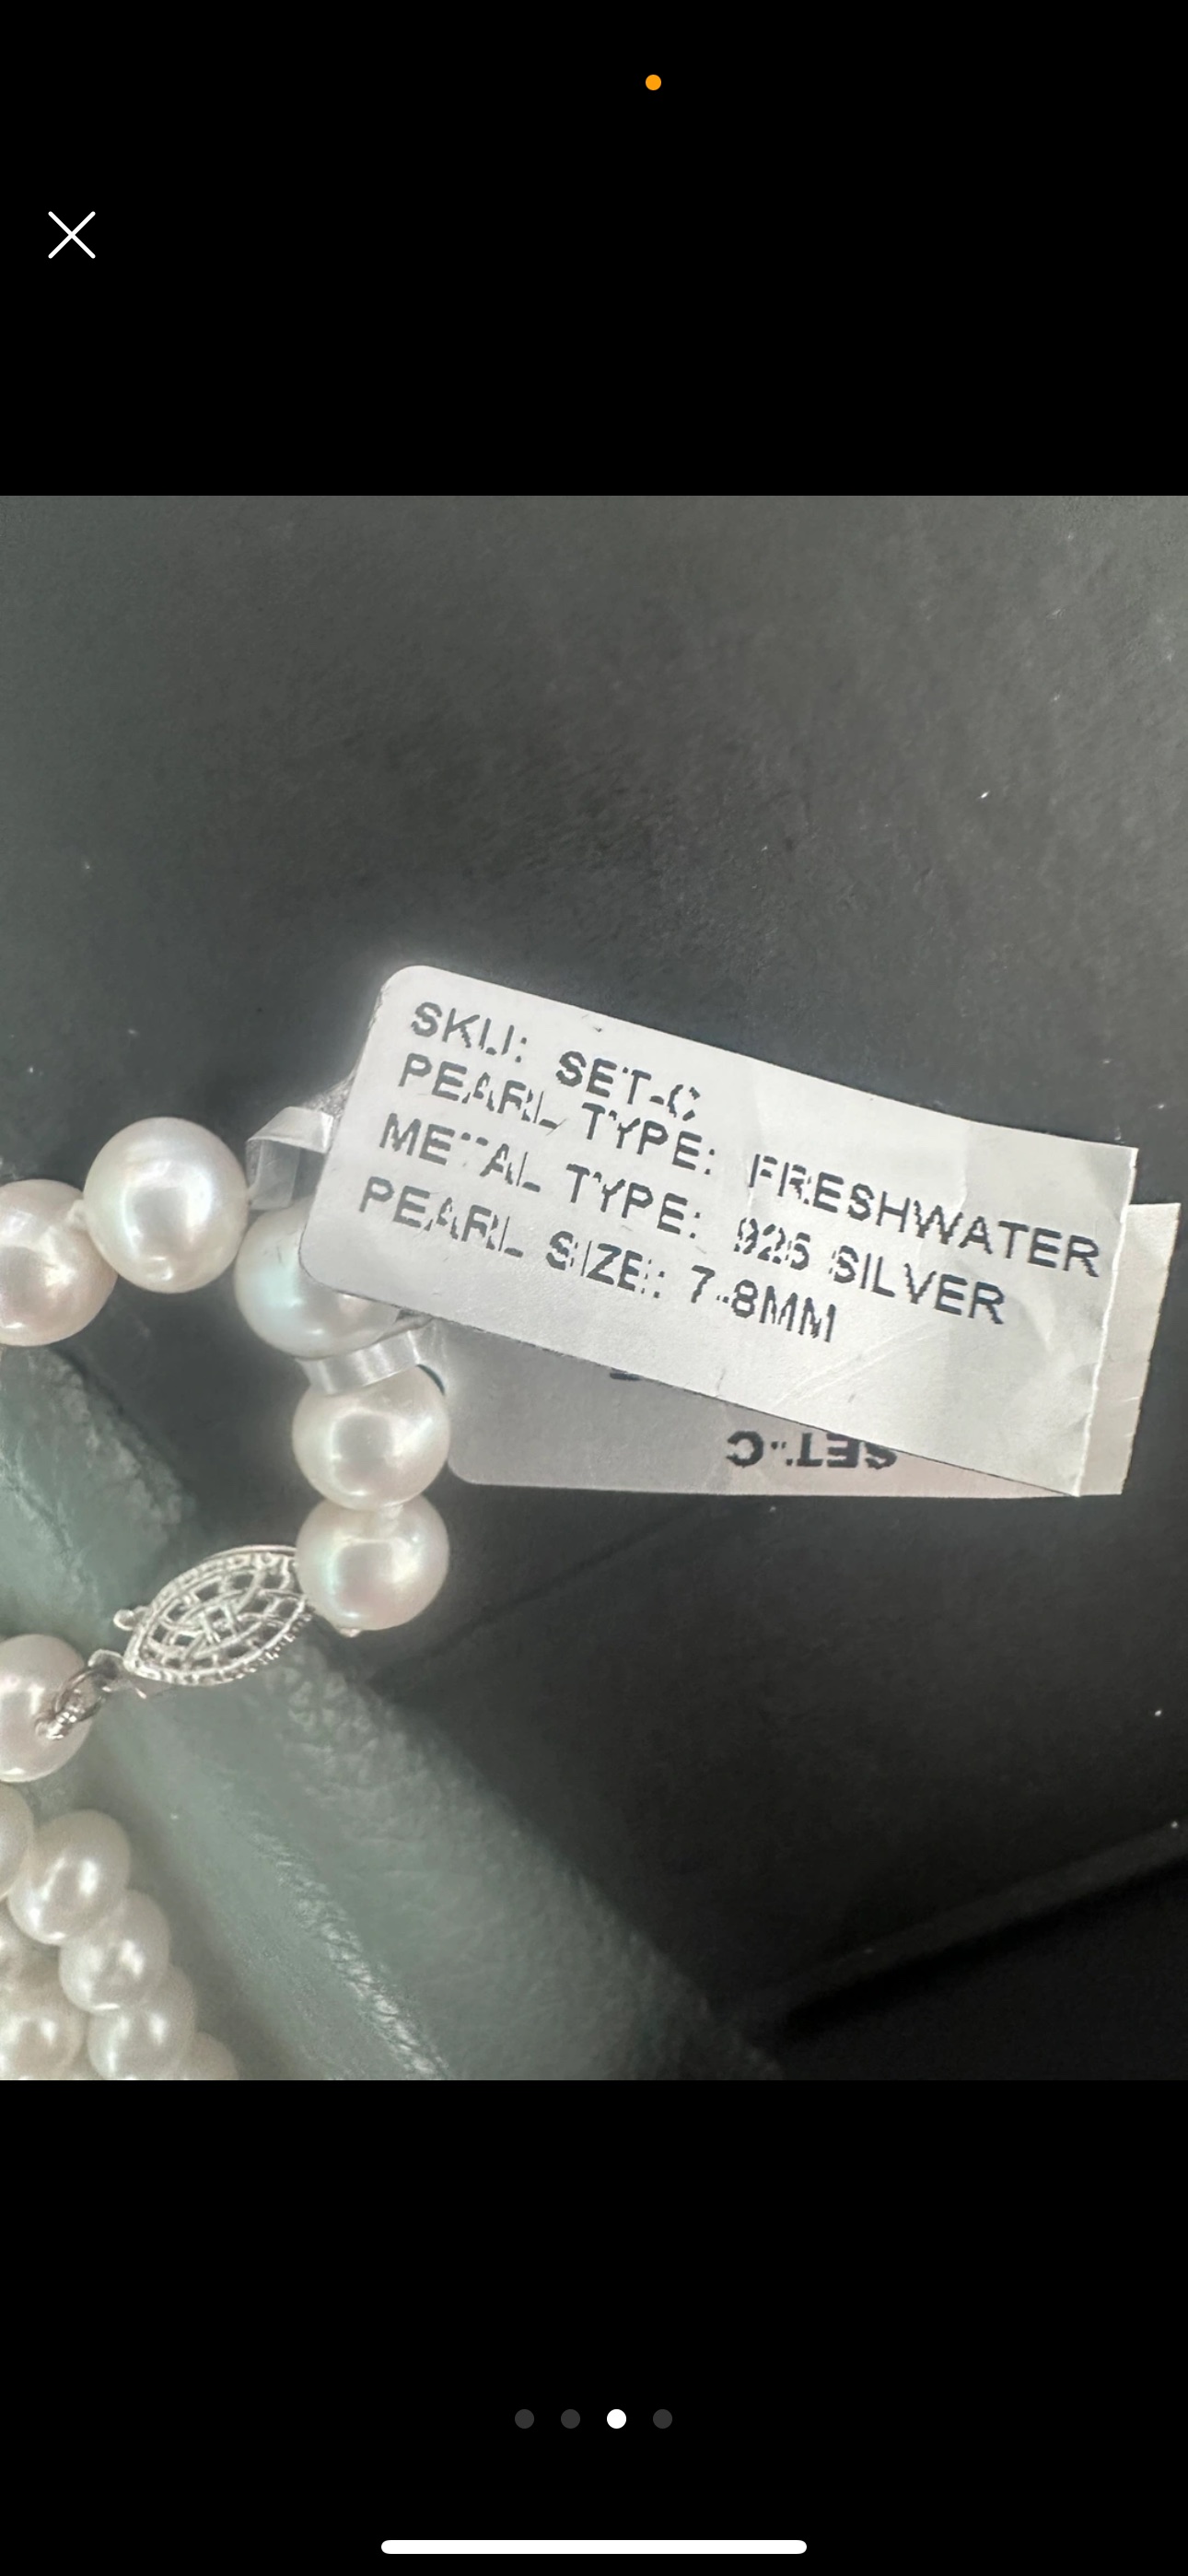 SKU: SET-C
PEARL TYPE: FRESHWATER
METAL TYPE: 925 SILVER
PEARL SIZE: 7-8MM
SET-C